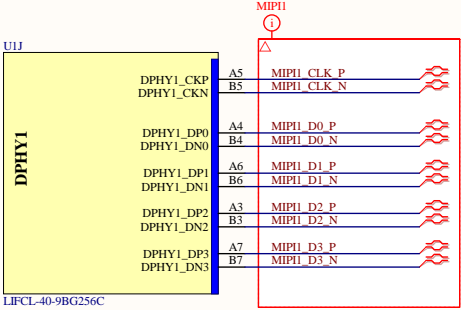 MIPI1
i
U1J
DPHY1
DPHY1_CKP A5 MIPI1_CLK_P
DPHY1_CKN B5 MIPI1_CLK_N
DPHY1_DP0 A4 MIPI1_D0_P
DPHY1_DN0 B4 MIPI1_D0_N
DPHY1_DP1 A6 MIPI1_D1_P
DPHY1_DN1 B6 MIPI1_D1_N
DPHY1_DP2 A3 MIPI1_D2_P
DPHY1_DN2 B3 MIPI1_D2_N
DPHY1_DP3 A7 MIPI1_D3_P
DPHY1_DN3 B7 MIPI1_D3_N
LIFCL-40-9BG256C